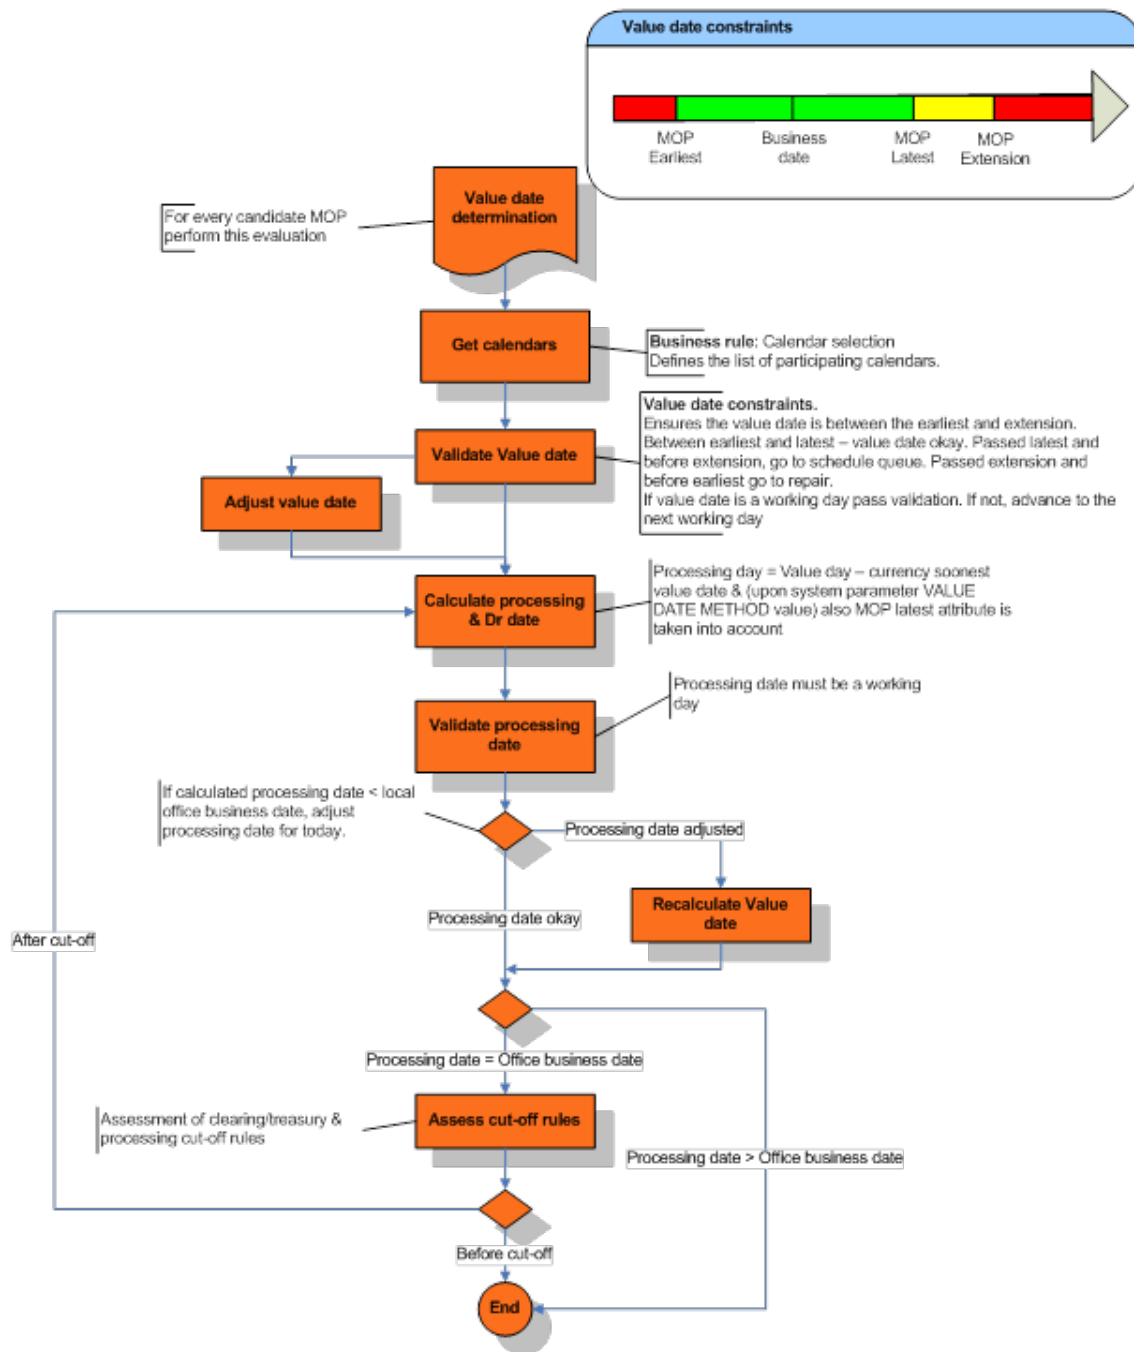 Value date constraints
MOP
Earliest
Business
date
MOP
Latest
MOP
Extension
Value date
determination
For every candidate MOP
perform this evaluation
Get calendars
Business rule: Calendar selection
Defines the list of participating calendars.
Value date constraints.
Ensures the value date is between the earliest and extension.
Between earliest and latest – value date okay. Passed latest and
before extension, go to schedule queue. Passed extension and
before earliest go to repair.
If value date is a working day pass validation. If not, advance to the
next working day
Validate Value date
Adjust value date
Calculate processing
& Dr date
Processing day = Value day – currency soonest
value date & (upon system parameter VALUE
DATE METHOD value) also MOP latest attribute is
taken into account
Validate processing
date
Processing date must be a working
day
If calculated processing date < local
office business date, adjust
processing date for today.
Processing date adjusted
Recalculate Value
date
Processing date okay
After cut-off
Processing date = Office business date
Assess cut-off rules
Assessment of clearing/treasury &
processing cut-off rules
Processing date > Office business date
Before cut-off
End